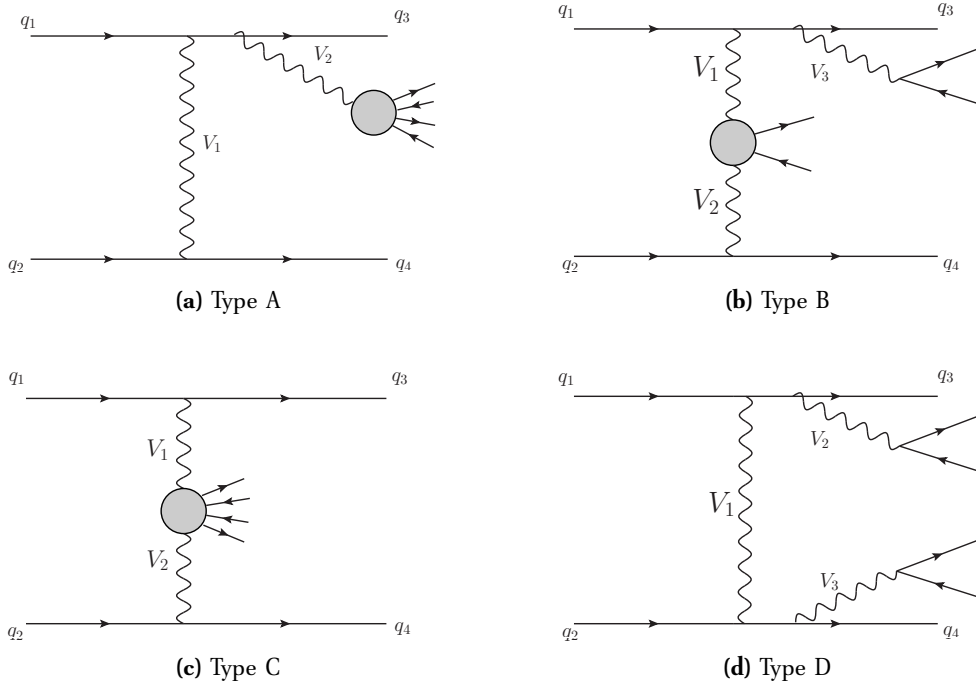 q₁ q₃
V₂
V₁
q₂ q₄
(a) Type A
q₁ q₃
V₁
V₃
V₂
q₂ q₄
(b) Type B
q₁ q₃
V₁
V₂
q₂ q₄
(c) Type C
q₁ q₃
V₂
V₁
V₃
q₂ q₄
(d) Type D